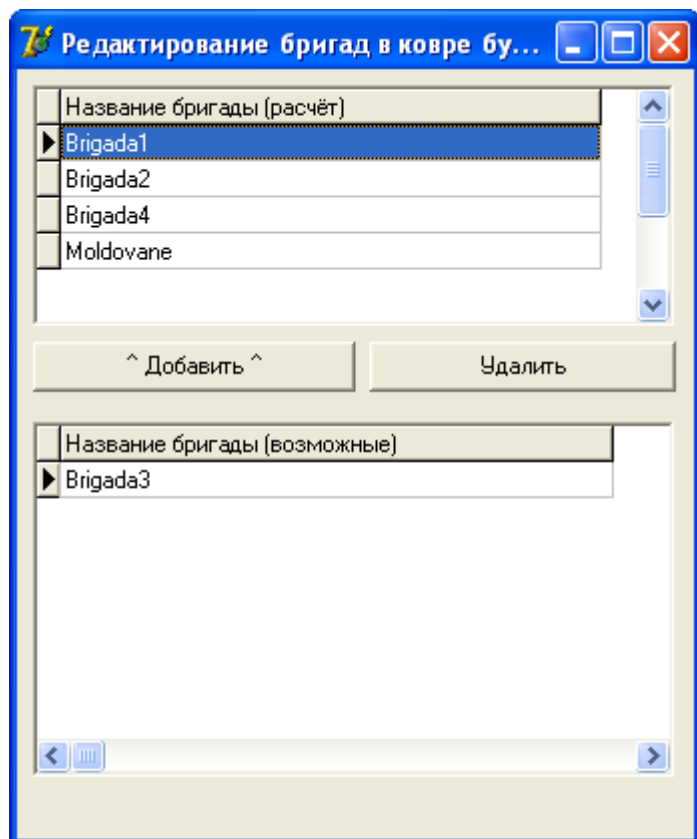 Редактирование бригад в ковре бу...
Название бригады (расчёт)
Brigada1
Brigada2
Brigada4
Moldovane
^ Добавить ^ Удалить
Название бригады (возможные)
Brigada3